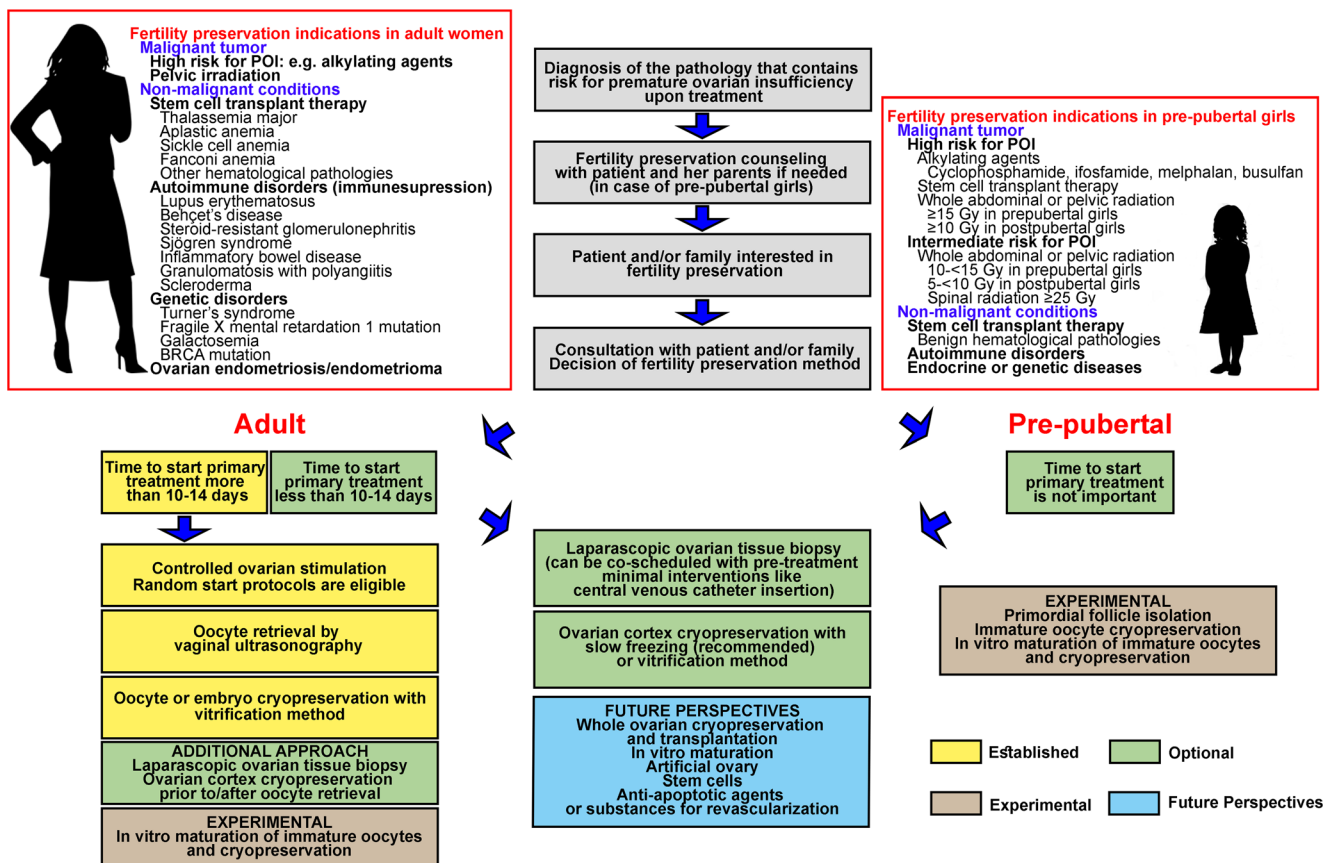 Fertility preservation indications in adult women
Malignant tumor
High risk for POI: e.g. alkylating agents
Pelvic irradiation
Non-malignant conditions
Stem cell transplant therapy
Thalassemia major
Aplastic anemia
Sickle cell anemia
Fanconi anemia
Other hematological pathologies
Autoimmune disorders (immunesupression)
Lupus erythematosus
Behçet's disease
Steroid-resistant glomerulonephritis
Sjögren syndrome
Inflammatory bowel disease
Granulomatosis with polyangiitis
Scleroderma
Genetic disorders
Turner's syndrome
Fragile X mental retardation 1 mutation
Galactosemia
BRCA mutation
Ovarian endometriosis/endometrioma
Diagnosis of the pathology that contains
risk for premature ovarian insufficiency
upon treatment
Fertility preservation counseling
with patient and her parents if needed
(in case of pre-pubertal girls)
Patient and/or family interested in
fertility preservation
Consultation with patient and/or family
Decision of fertility preservation method
Fertility preservation indications in pre-pubertal girls
Malignant tumor
High risk for POI
Alkylating agents
Cyclophosphamide, ifosfamide, melphalan, busulfan
Stem cell transplant therapy
Whole abdominal or pelvic radiation
≥15 Gy in prepubertal girls
≥10 Gy in postpubertal girls
Intermediate risk for POI
Whole abdominal or pelvic radiation
10-<15 Gy in prepubertal girls
5-<10 Gy in postpubertal girls
Spinal radiation ≥25 Gy
Non-malignant conditions
Stem cell transplant therapy
Benign hematological pathologies
Autoimmune disorders
Endocrine or genetic diseases
Adult
Time to start primary
treatment more
than 10-14 days
Time to start
primary treatment
less than 10-14 days
Controlled ovarian stimulation
Random start protocols are eligible
Oocyte retrieval by
vaginal ultrasonography
Oocyte or embryo cryopreservation with
vitrification method
ADDITIONAL APPROACH
Laparascopic ovarian tissue biopsy
Ovarian cortex cryopreservation
prior to/after oocyte retrieval
EXPERIMENTAL
In vitro maturation of immature oocytes
and cryopreservation
Laparascopic ovarian tissue biopsy
(can be co-scheduled with pre-treatment
minimal interventions like
central venous catheter insertion)
Ovarian cortex cryopreservation with
slow freezing (recommended)
or vitrification method
FUTURE PERSPECTIVES
Whole ovarian cryopreservation
and transplantation
In vitro maturation
Artificial ovary
Stem cells
Anti-apoptotic agents
or substances for revascularization
Pre-pubertal
Time to start
primary treatment
is not important
EXPERIMENTAL
Primordial follicle isolation
Immature oocyte cryopreservation
In vitro maturation of immature oocytes
and cryopreservation
Established
Optional
Experimental
Future Perspectives